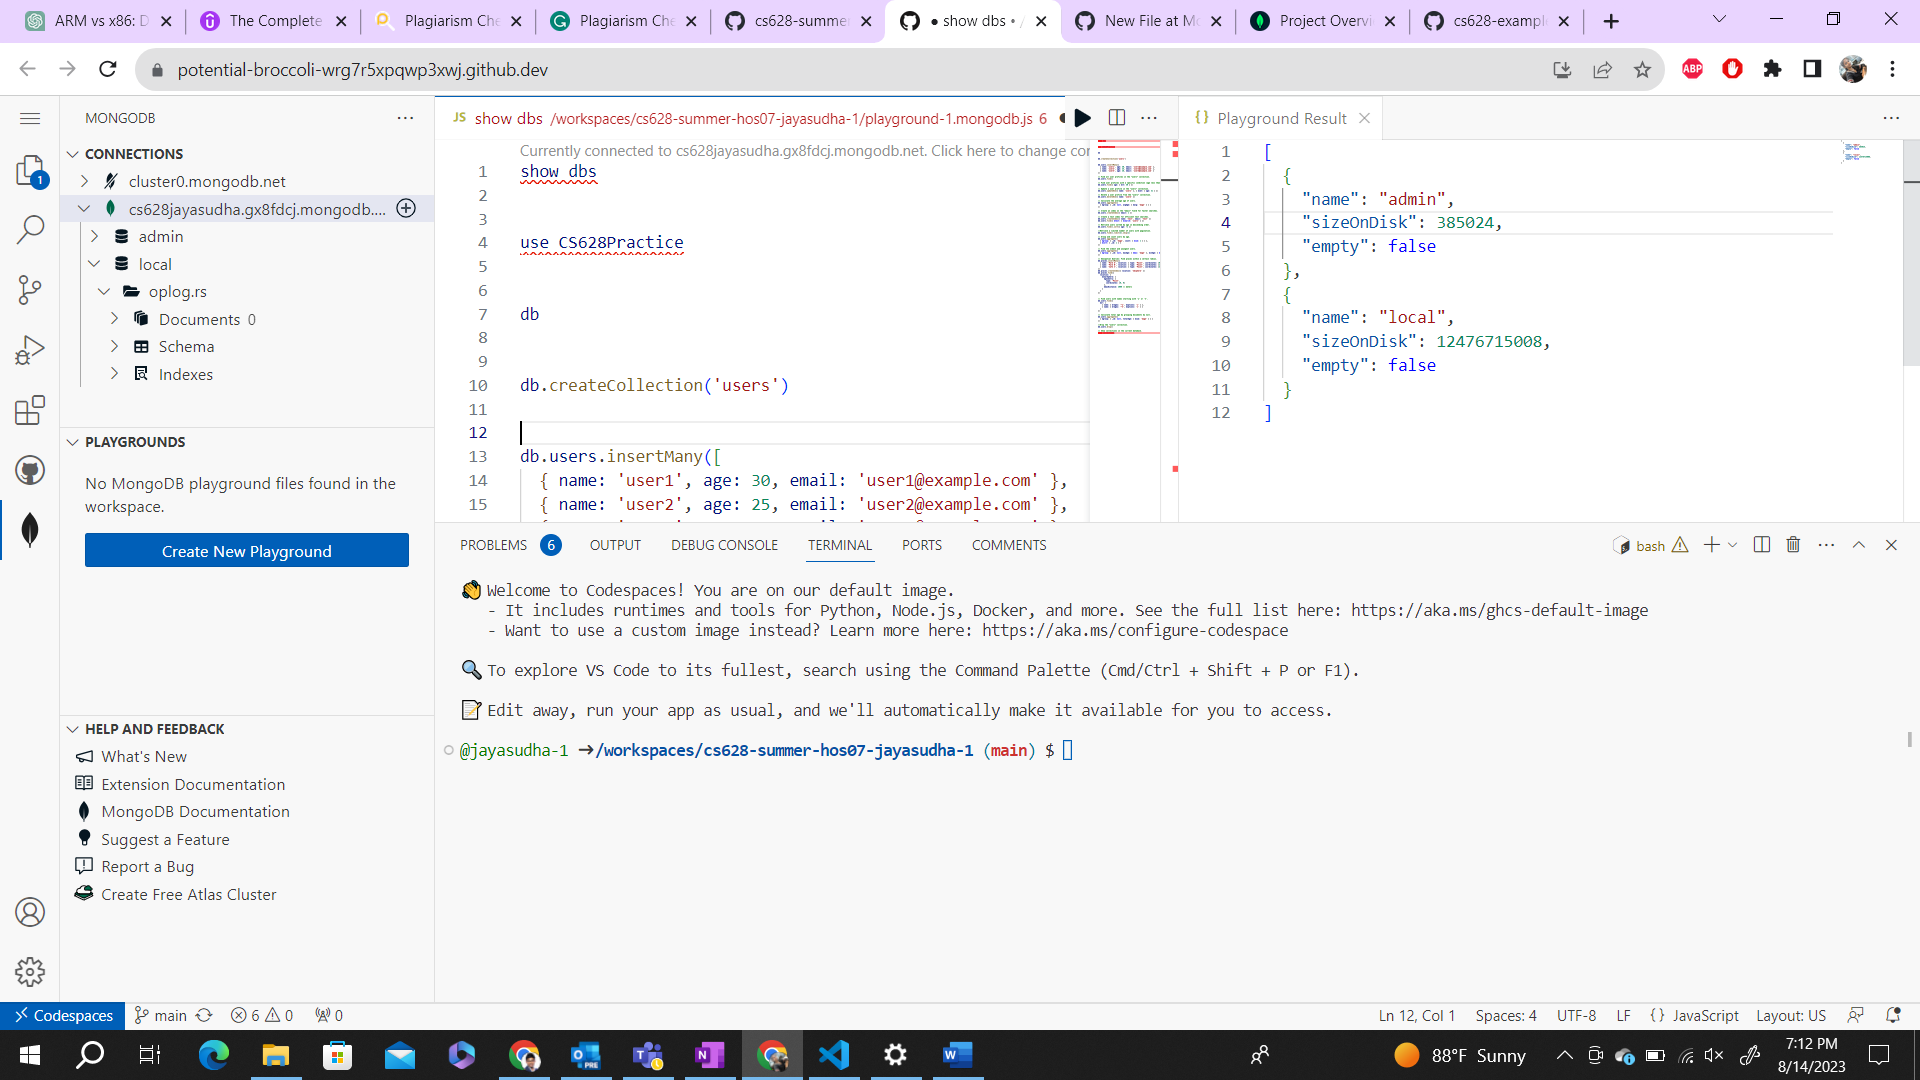 ARM vs x86: D
The Complete
Plagiarism Che
Plagiarism Che
cs628-summer
● show dbs • /
New File at Mo
Project Overvi
cs628-example
potential-broccoli-wrg7r5xpqwp3xwj.github.dev
ABP
MONGODB
CONNECTIONS
cluster0.mongodb.net
cs628jayasudha.gx8fdcj.mongodb....
admin
local
oplog.rs
Documents 0
Schema
Indexes
PLAYGROUNDS
No MongoDB playground files found in the
workspace.
Create New Playground
HELP AND FEEDBACK
What's New
Extension Documentation
MongoDB Documentation
Suggest a Feature
Report a Bug
Create Free Atlas Cluster
1
JS show dbs /workspaces/cs628-summer-hos07-jayasudha-1/playground-1.mongodb.js 6
Currently connected to cs628jayasudha.gx8fdcj.mongodb.net. Click here to change con
1 show dbs
2
3
4 use CS628Practice
5
6
7 db
8
9
10 db.createCollection('users')
11
12
13 db.users.insertMany([
14 { name: 'user1', age: 30, email: 'user1@example.com' },
15 { name: 'user2', age: 25, email: 'user2@example.com' },
{} Playground Result
1 [
2 {
3 "name": "admin",
4 "sizeOnDisk": 385024,
5 "empty": false
6 },
7 {
8 "name": "local",
9 "sizeOnDisk": 12476715008,
10 "empty": false
11 }
12 ]
PROBLEMS 6 OUTPUT DEBUG CONSOLE TERMINAL PORTS COMMENTS
bash
👋 Welcome to Codespaces! You are on our default image.
- It includes runtimes and tools for Python, Node.js, Docker, and more. See the full list here: https://aka.ms/ghcs-default-image
- Want to use a custom image instead? Learn more here: https://aka.ms/configure-codespace
🔍 To explore VS Code to its fullest, search using the Command Palette (Cmd/Ctrl + Shift + P or F1).
📝 Edit away, run your app as usual, and we'll automatically make it available for you to access.
@jayasudha-1 ➜/workspaces/cs628-summer-hos07-jayasudha-1 (main) $
Codespaces main 6 0 0
Ln 12, Col 1 Spaces: 4 UTF-8 LF {} JavaScript Layout: US
PRE
88°F Sunny
7:12 PM
8/14/2023